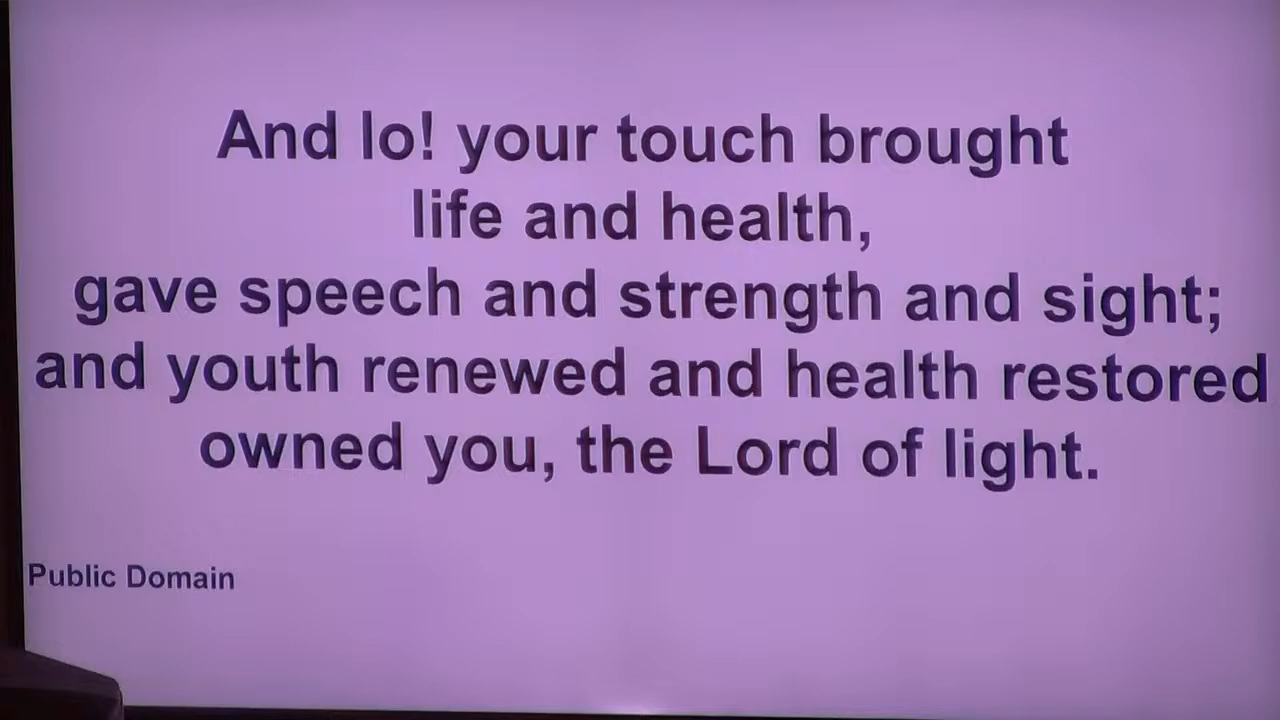 And lo! your touch brought
life and health,
gave speech and strength and sight;
and youth renewed and health restored
owned you, the Lord of light.
Public Domain